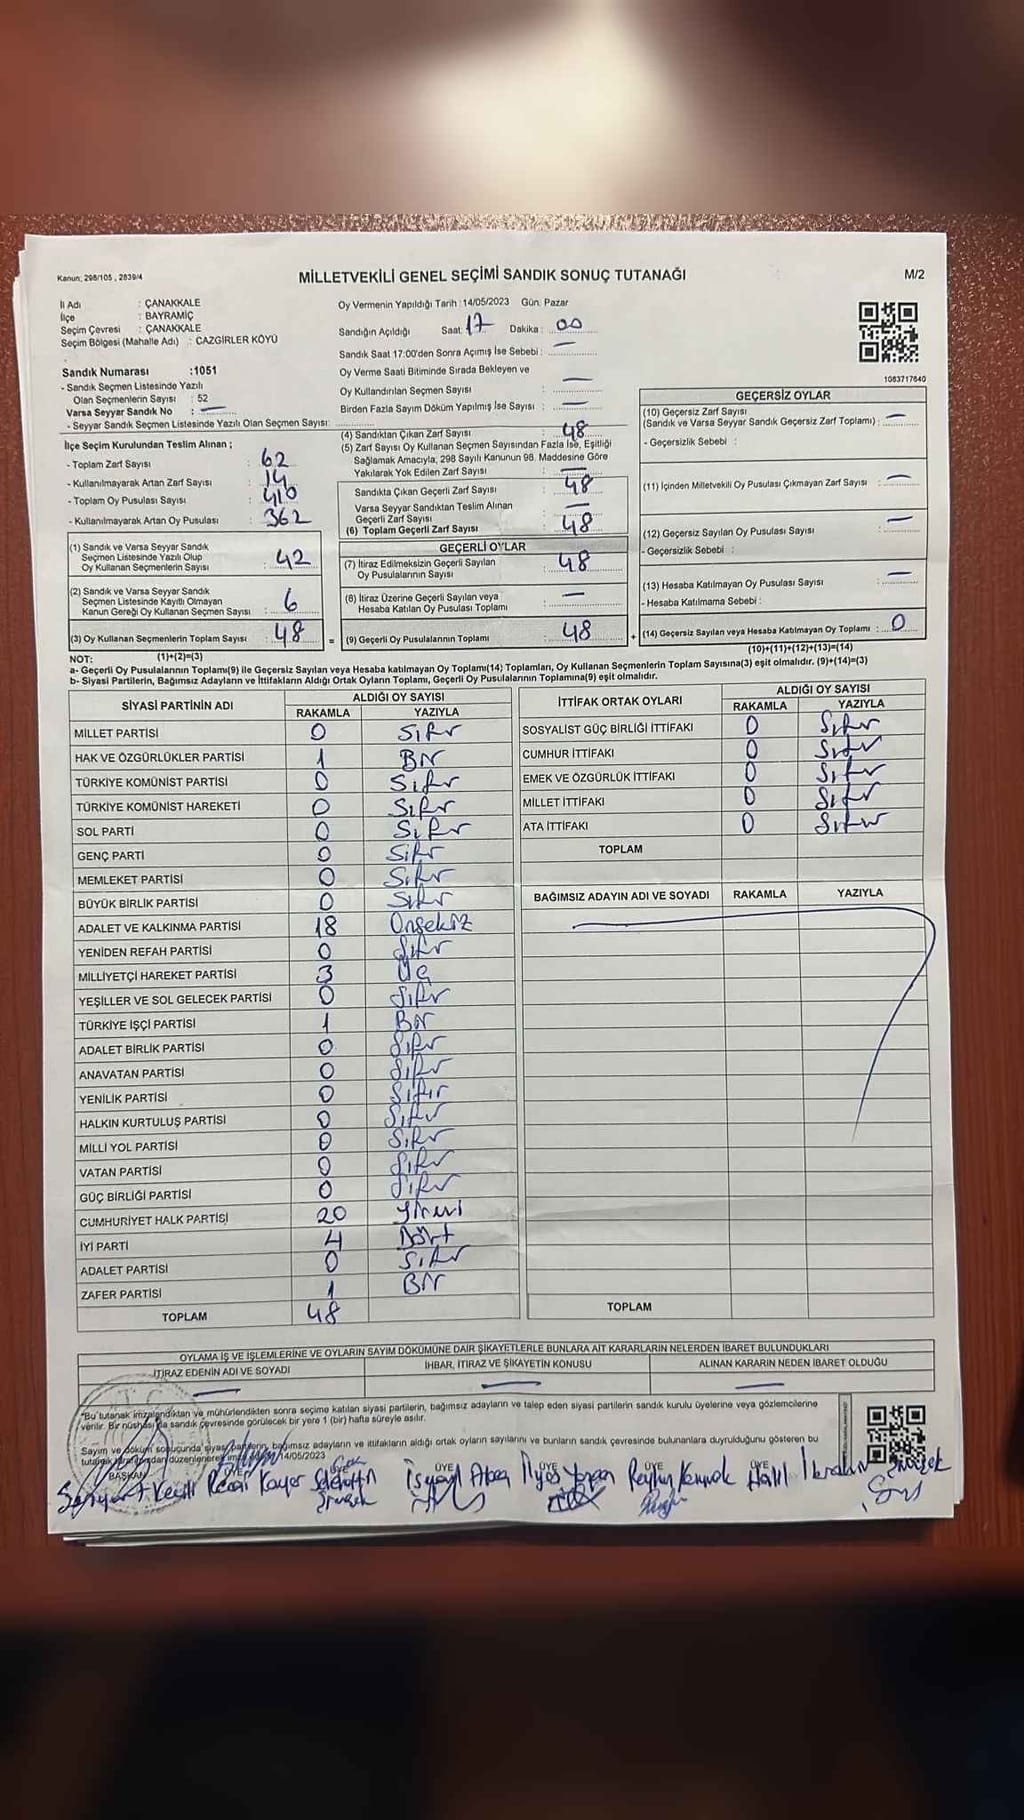 Kanun; 298/105 , 2839/4
MİLLETVEKİLİ GENEL SEÇİMİ SANDIK SONUÇ TUTANAĞI
M/2
İl Adı : ÇANAKKALE
İlçe : BAYRAMİÇ
Seçim Çevresi : ÇANAKKALE
Seçim Bölgesi (Mahalle Adı) : CAZGİRLER KÖYÜ
Sandık Numarası :1051
- Sandık Seçmen Listesinde Yazılı
Olan Seçmenlerin Sayısı : 52
Varsa Seyyar Sandık No : —
- Seyyar Sandık Seçmen Listesinde Yazılı Olan Seçmen Sayısı:
Oy Vermenin Yapıldığı Tarih :14/05/2023 Gün: Pazar
Sandığın Açıldığı Saat: 17 Dakika : 00
Sandık Saat 17:00'den Sonra Açımış İse Sebebi : —
Oy Verme Saati Bitiminde Sırada Bekleyen ve
Oy Kullandırılan Seçmen Sayısı : —
Birden Fazla Sayım Döküm Yapılmış İse Sayısı : —
1083717640
İlçe Seçim Kurulundan Teslim Alınan ;
- Toplam Zarf Sayısı : 62
- Kullanılmayarak Artan Zarf Sayısı : 14
- Toplam Oy Pusulası Sayısı : 410
- Kullanılmayarak Artan Oy Pusulası : 362
(1) Sandık ve Varsa Seyyar Sandık
Seçmen Listesinde Yazılı Olup
Oy Kullanan Seçmenlerin Sayısı : 42
(2) Sandık ve Varsa Seyyar Sandık
Seçmen Listesinde Kayıtlı Olmayan
Kanun Gereği Oy Kullanan Seçmen Sayısı : 6
(3) Oy Kullanan Seçmenlerin Toplam Sayısı : 48
(4) Sandıktan Çıkan Zarf Sayısı : 48
(5) Zarf Sayısı Oy Kullanan Seçmen Sayısından Fazla İse, Eşitliği
Sağlamak Amacıyla, 298 Sayılı Kanunun 98. Maddesine Göre
Yakılarak Yok Edilen Zarf Sayısı : —
Sandıkta Çıkan Geçerli Zarf Sayısı : 48
Varsa Seyyar Sandıktan Teslim Alınan
Geçerli Zarf Sayısı : —
(6) Toplam Geçerli Zarf Sayısı : 48
GEÇERLİ OYLAR
(7) İtiraz Edilmeksizin Geçerli Sayılan
Oy Pusulalarının Sayısı : 48
(8) İtiraz Üzerine Geçerli Sayılan veya
Hesaba Katılan Oy Pusulası Toplamı : —
= (9) Geçerli Oy Pusulalarının Toplamı : 48
GEÇERSİZ OYLAR
(10) Geçersiz Zarf Sayısı
(Sandık ve Varsa Seyyar Sandık Geçersiz Zarf Toplamı) : —
- Geçersizlik Sebebi :
(11) İçinden Milletvekili Oy Pusulası Çıkmayan Zarf Sayısı : —
(12) Geçersiz Sayılan Oy Pusulası Sayısı : —
- Geçersizlik Sebebi :
(13) Hesaba Katılmayan Oy Pusulası Sayısı : —
- Hesaba Katılmama Sebebi :
+ (14) Geçersiz Sayılan veya Hesaba Katılmayan Oy Toplamı : 0
NOT: (1)+(2)=(3)
(10)+(11)+(12)+(13)=(14)
a- Geçerli Oy Pusulalarının Toplamı(9) ile Geçersiz Sayılan veya Hesaba katılmayan Oy Toplamı(14) Toplamları, Oy Kullanan Seçmenlerin Toplam Sayısına(3) eşit olmalıdır. (9)+(14)=(3)
b- Siyasi Partilerin, Bağımsız Adayların ve İttifakların Aldığı Ortak Oyların Toplamı, Geçerli Oy Pusulalarının Toplamına(9) eşit olmalıdır.
SİYASİ PARTİNİN ADI ALDIĞI OY SAYISI
RAKAMLA YAZIYLA
MİLLET PARTİSİ 0 Sıfır
HAK VE ÖZGÜRLÜKLER PARTİSİ 1 Bir
TÜRKİYE KOMÜNİST PARTİSİ 0 Sıfır
TÜRKİYE KOMÜNİST HAREKETİ 0 Sıfır
SOL PARTİ 0 Sıfır
GENÇ PARTİ 0 Sıfır
MEMLEKET PARTİSİ 0 Sıfır
BÜYÜK BİRLİK PARTİSİ 0 Sıfır
ADALET VE KALKINMA PARTİSİ 18 Onsekiz
YENİDEN REFAH PARTİSİ 0 Sıfır
MİLLİYETÇİ HAREKET PARTİSİ 3 Üç
YEŞİLLER VE SOL GELECEK PARTİSİ 0 Sıfır
TÜRKİYE İŞÇİ PARTİSİ 1 Bir
ADALET BİRLİK PARTİSİ 0 Sıfır
ANAVATAN PARTİSİ 0 Sıfır
YENİLİK PARTİSİ 0 Sıfır
HALKIN KURTULUŞ PARTİSİ 0 Sıfır
MİLLİ YOL PARTİSİ 0 Sıfır
VATAN PARTİSİ 0 Sıfır
GÜÇ BİRLİĞİ PARTİSİ 0 Sıfır
CUMHURİYET HALK PARTİSİ 20 Yirmi
İYİ PARTİ 4 Dört
ADALET PARTİSİ 0 Sıfır
ZAFER PARTİSİ 1 Bir
TOPLAM 48
İTTİFAK ORTAK OYLARI ALDIĞI OY SAYISI
RAKAMLA YAZIYLA
SOSYALİST GÜÇ BİRLİĞİ İTTİFAKI 0 Sıfır
CUMHUR İTTİFAKI 0 Sıfır
EMEK VE ÖZGÜRLÜK İTTİFAKI 0 Sıfır
MİLLET İTTİFAKI 0 Sıfır
ATA İTTİFAKI 0 Sıfır
TOPLAM
BAĞIMSIZ ADAYIN ADI VE SOYADI RAKAMLA YAZIYLA
TOPLAM
OYLAMA İŞ VE İŞLEMLERİNE VE OYLARIN SAYIM DÖKÜMÜNE DAİR ŞİKAYETLERLE BUNLARA AİT KARARLARIN NELERDEN İBARET BULUNDUKLARI
İTİRAZ EDENİN ADI VE SOYADI İHBAR, İTİRAZ VE ŞİKAYETİN KONUSU ALINAN KARARIN NEDEN İBARET OLDUĞU
— — —
"Bu tutanak imzalandıktan ve mühürlendikten sonra seçime katılan siyasi partilerin, bağımsız adayların ve talep eden siyasi partilerin sandık kurulu üyelerine veya gözlemcilerine
verilir. Bir nüshası da sandık çevresinde görülecek bir yere 1 (bir) hafta süreyle asılır.
Sayım ve döküm sonucunda siyasi partilerin, bağımsız adayların ve ittifakların aldığı ortak oyların sayılarını ve bunların sandık çevresinde bulunanlara duyrulduğunu gösteren bu
tutanak tarafımızdan düzenlenerek 14/05/2023
BAŞKAN ÜYE ÜYE ÜYE ÜYE ÜYE ÜYE
Halil İbrahim